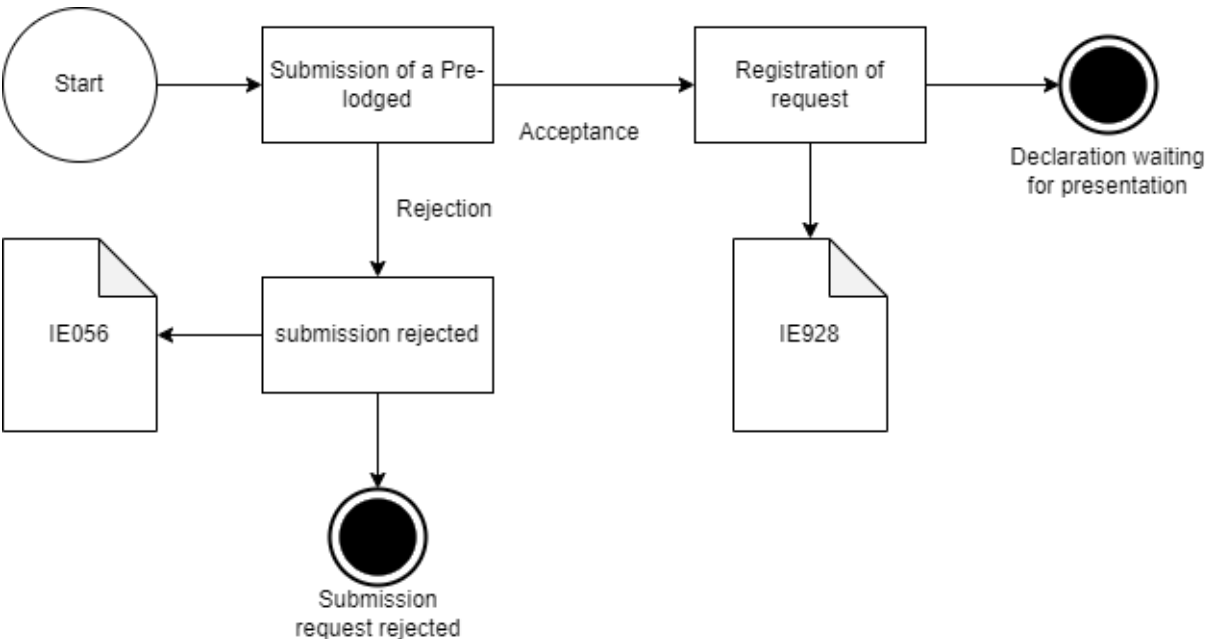 Start
Submission of a Pre-
lodged
Acceptance
Registration of
request
Declaration waiting
for presentation
Rejection
IE056
submission rejected
IE928
Submission
request rejected